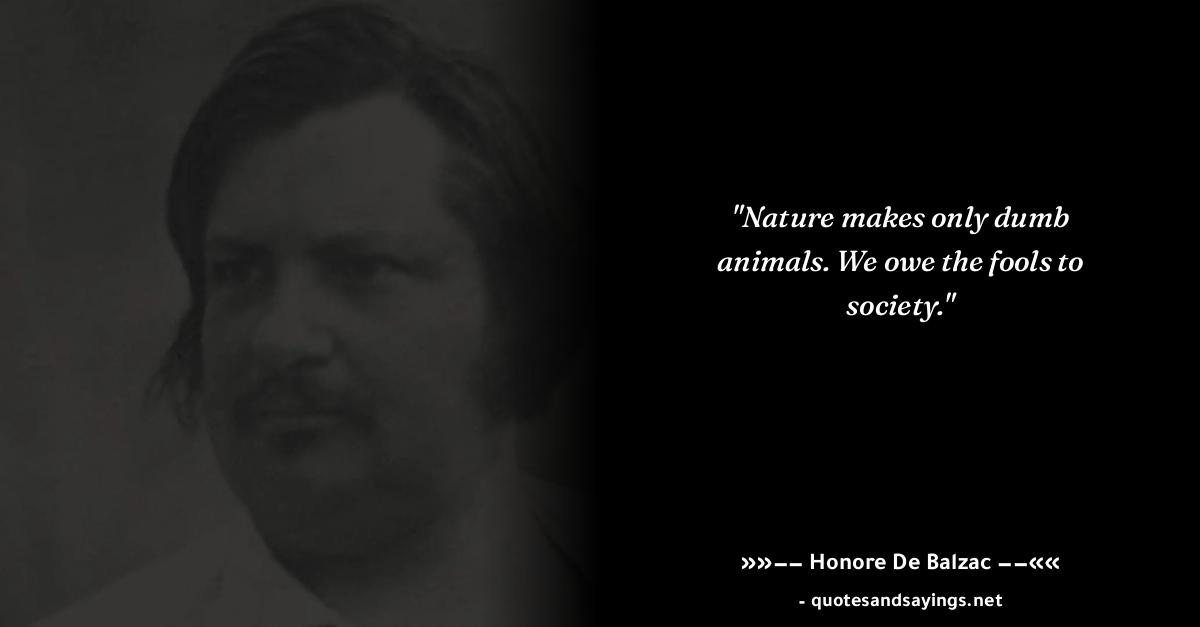 "Nature makes only dumb
animals. We owe the fools to
society."
»»−− Honore De Balzac −−««
- quotesandsayings.net